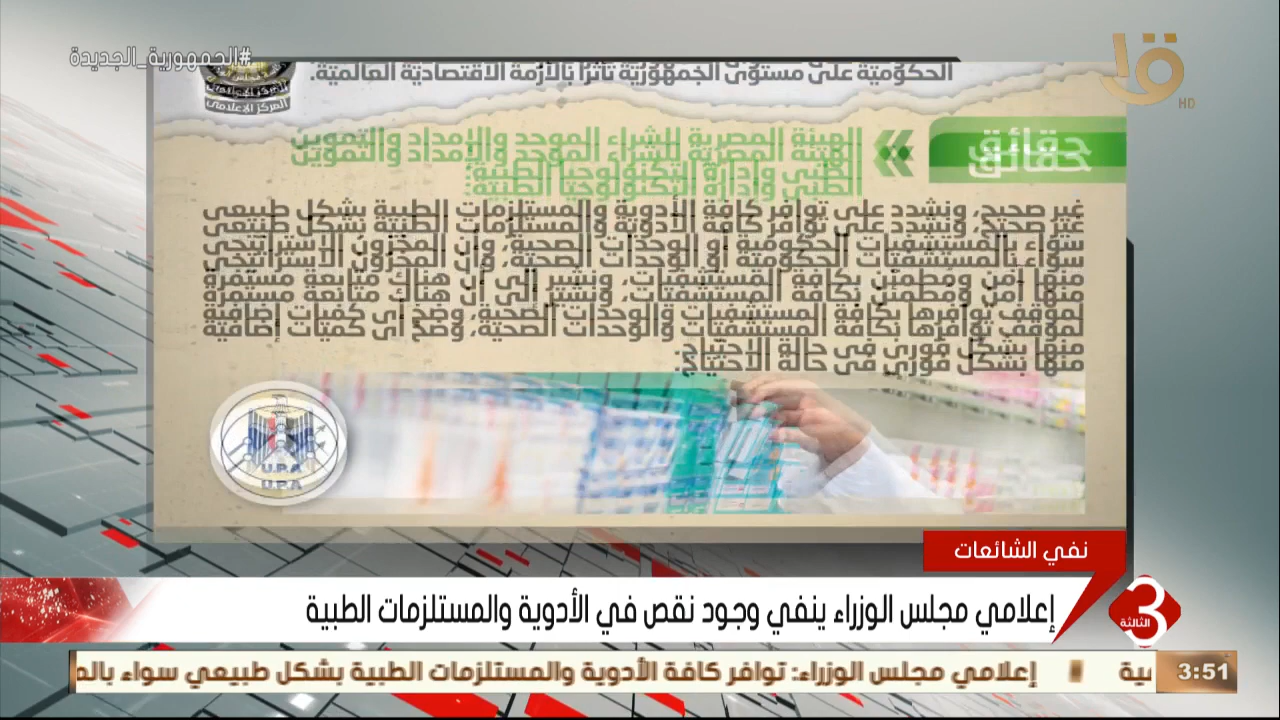 #الجمهورية_الجديدة
HD
المركز الإعلامي
الحكومية على مستوى الجمهورية تأثراً بالأزمة الاقتصادية العالمية.
حقائق
الهيئة المصرية للشراء الموحد والإمداد والتموين
الطبي وإدارة التكنولوجيا الطبية:
غير صحيح، ونشدد على توافر كافة الأدوية والمستلزمات الطبية بشكل طبيعي
سواء بالمستشفيات الحكومية أو الوحدات الصحية، وأن المخزون الاستراتيجي
منها آمن ومطمئن بكافة المستشفيات، ونشير إلى أن هناك متابعة مستمرة
لموقف توافرها بكافة المستشفيات والوحدات الصحية، وضخ أي كميات إضافية
منها بشكل فوري في حالة الاحتياج.
U.P.A
نفي الشائعات
إعلامي مجلس الوزراء ينفي وجود نقص في الأدوية والمستلزمات الطبية
3 الثالثة
3:51
بية إعلامي مجلس الوزراء: توافر كافة الأدوية والمستلزمات الطبية بشكل طبيعي سواء بالم